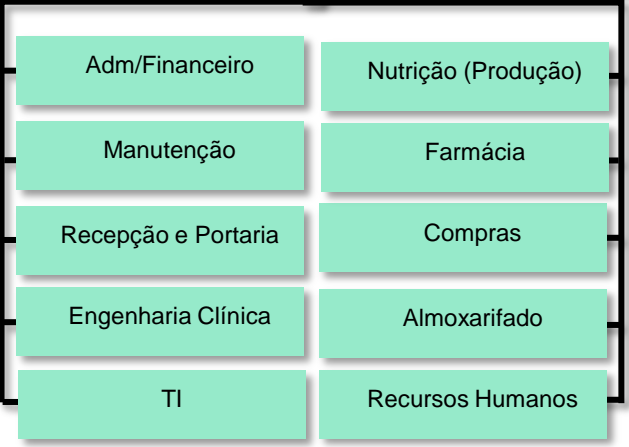 Adm/Financeiro
Nutrição (Produção)
Manutenção
Farmácia
Recepção e Portaria
Compras
Engenharia Clínica
Almoxarifado
TI
Recursos Humanos